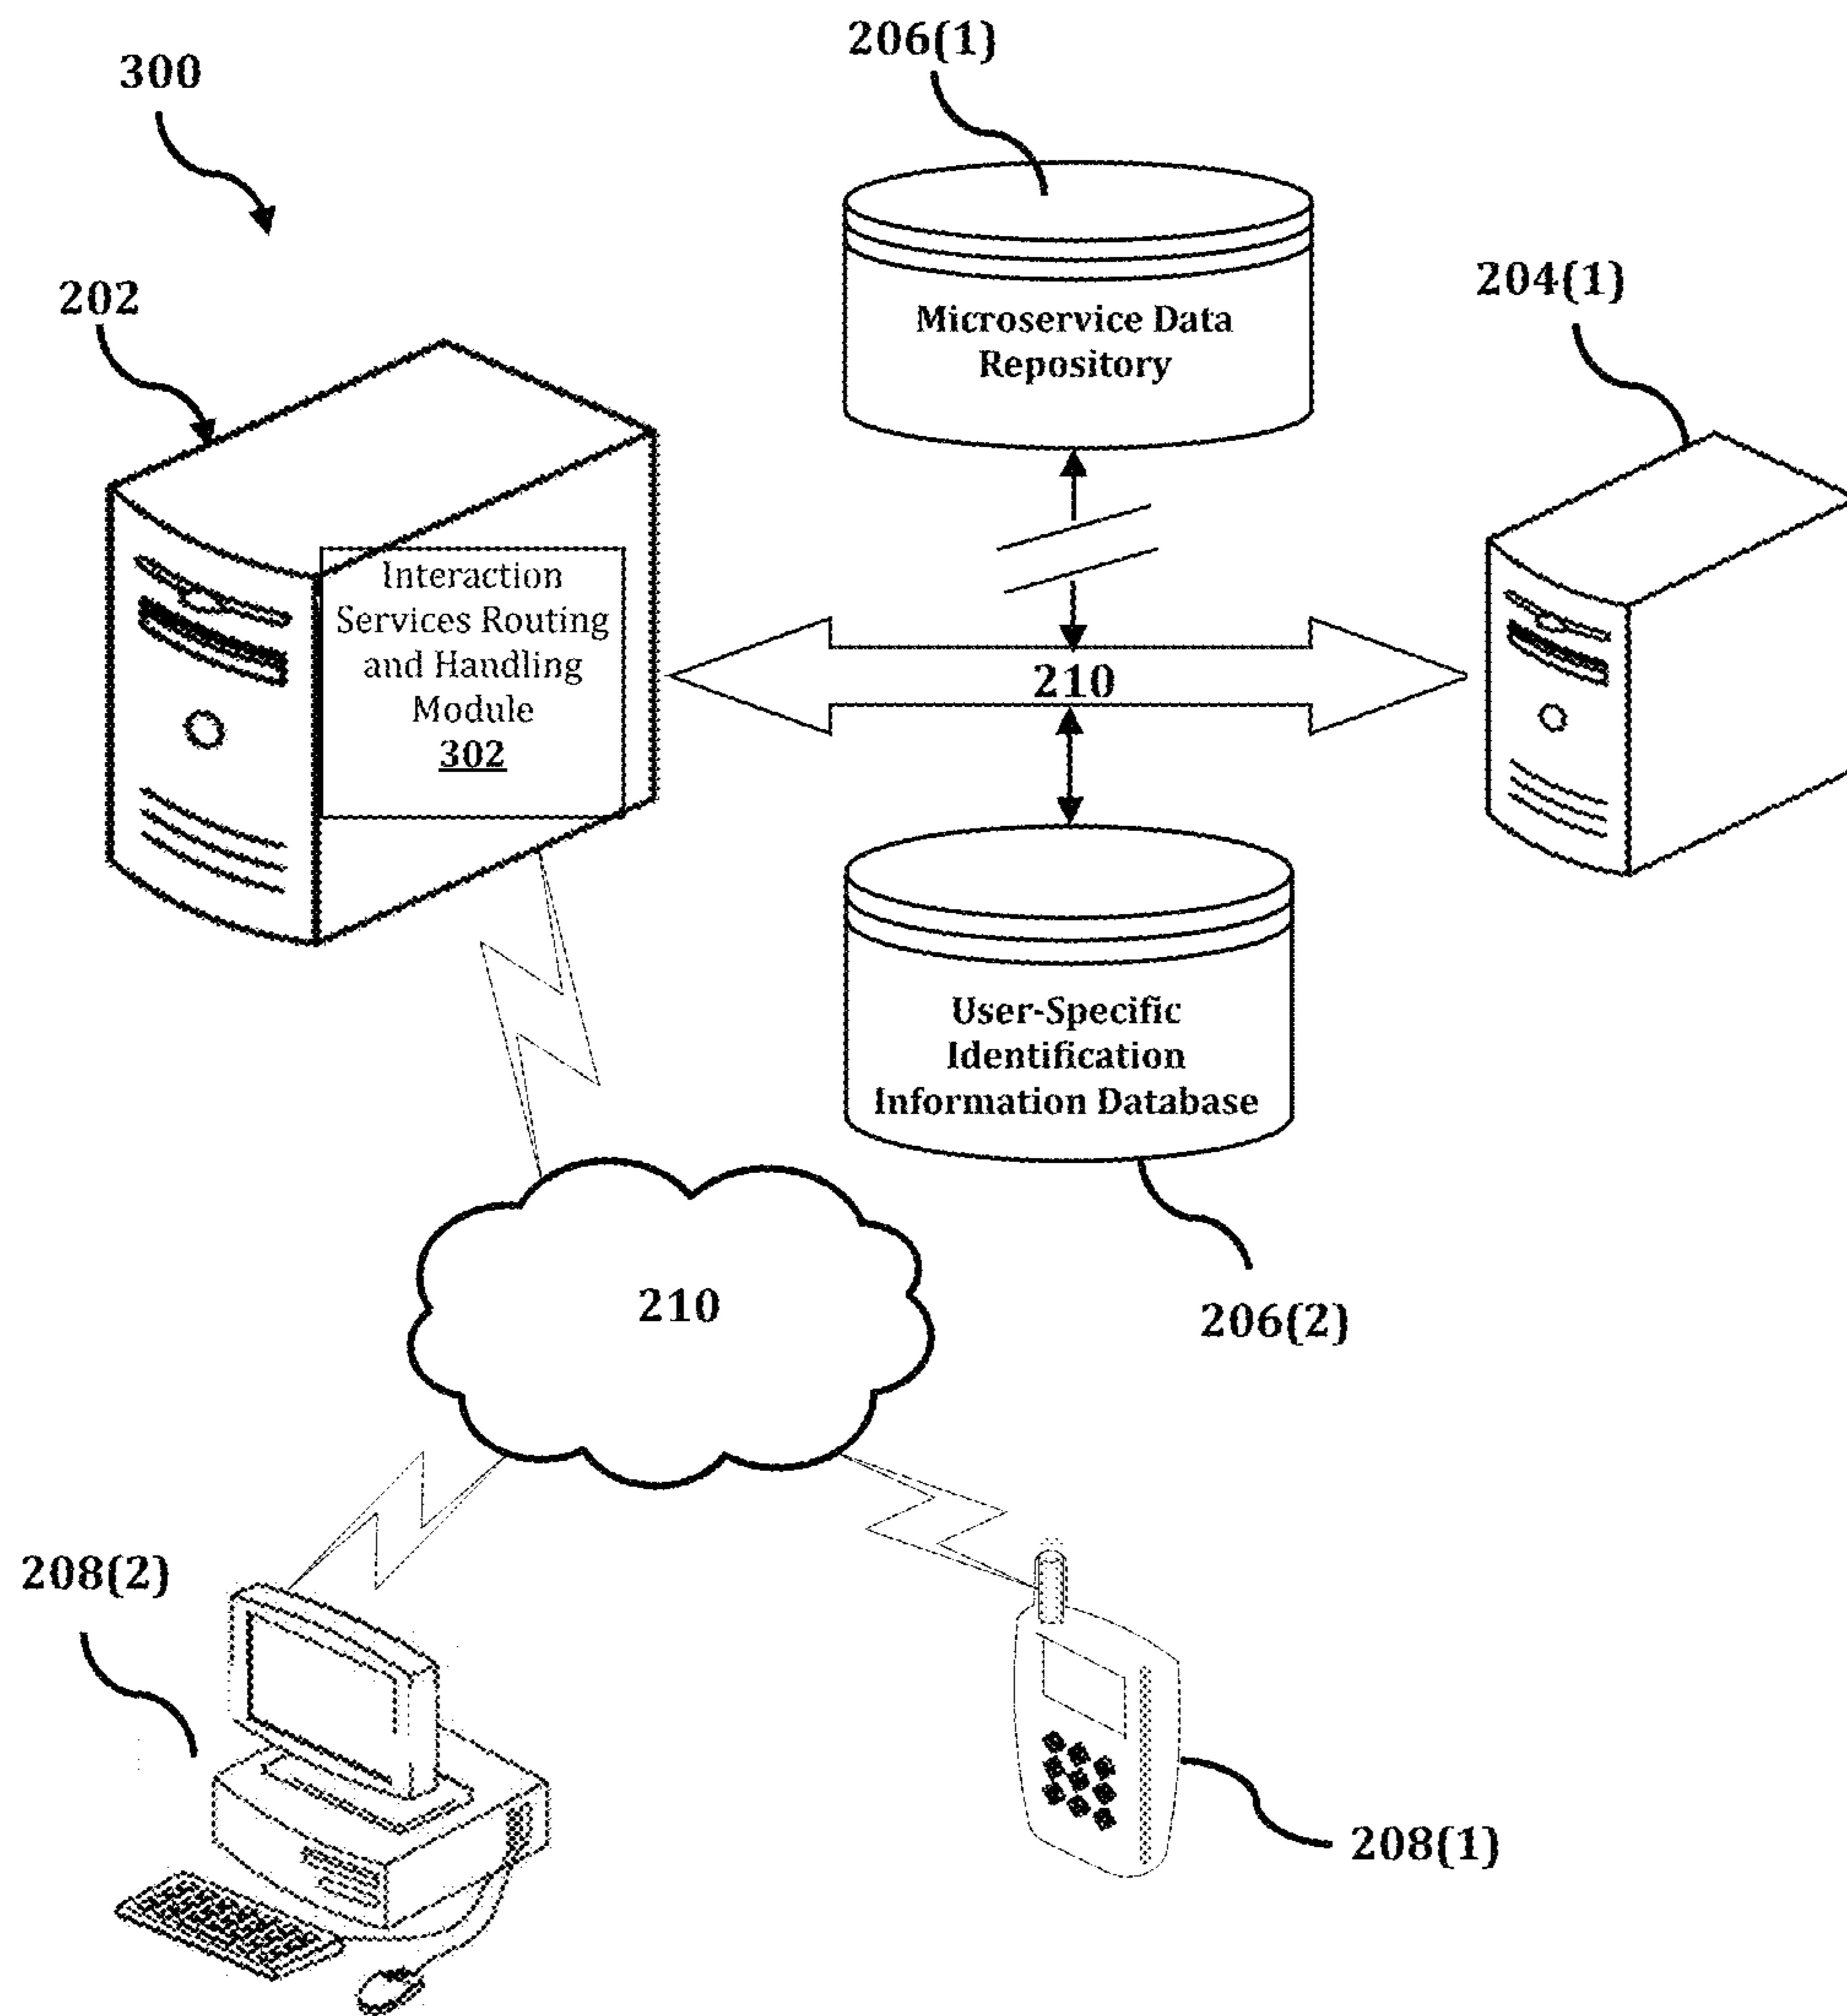 206(1)
300
204(1)
202
Microservice Data
Repository
Interaction
Services Routing
and Handling
Module
302
210
User-Specific
Identification
Information Database
210
206(2)
208(2)
208(1)